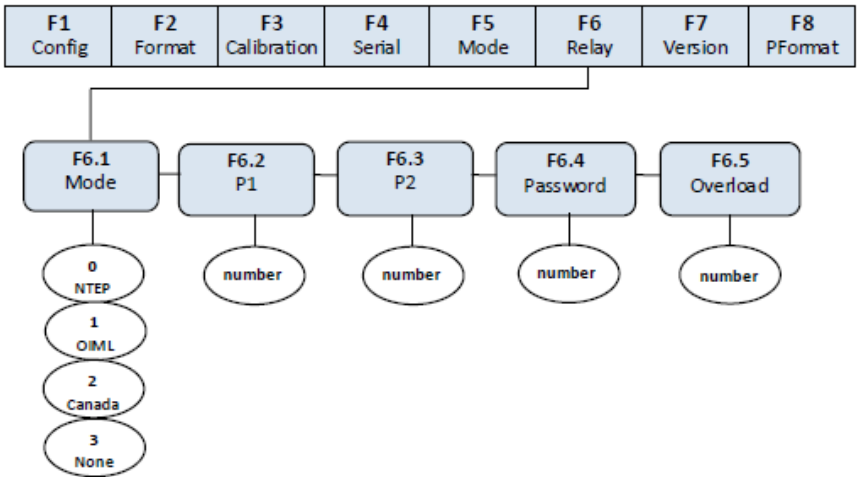 F1 F2 F3 F4 F5 F6 F7 F8
Config Format Calibration Serial Mode Relay Version PFormat
F6.1 F6.2 F6.3 F6.4 F6.5
Mode P1 P2 Password Overload
0 number number number number
NTEP
1
OIML
2
Canada
3
None